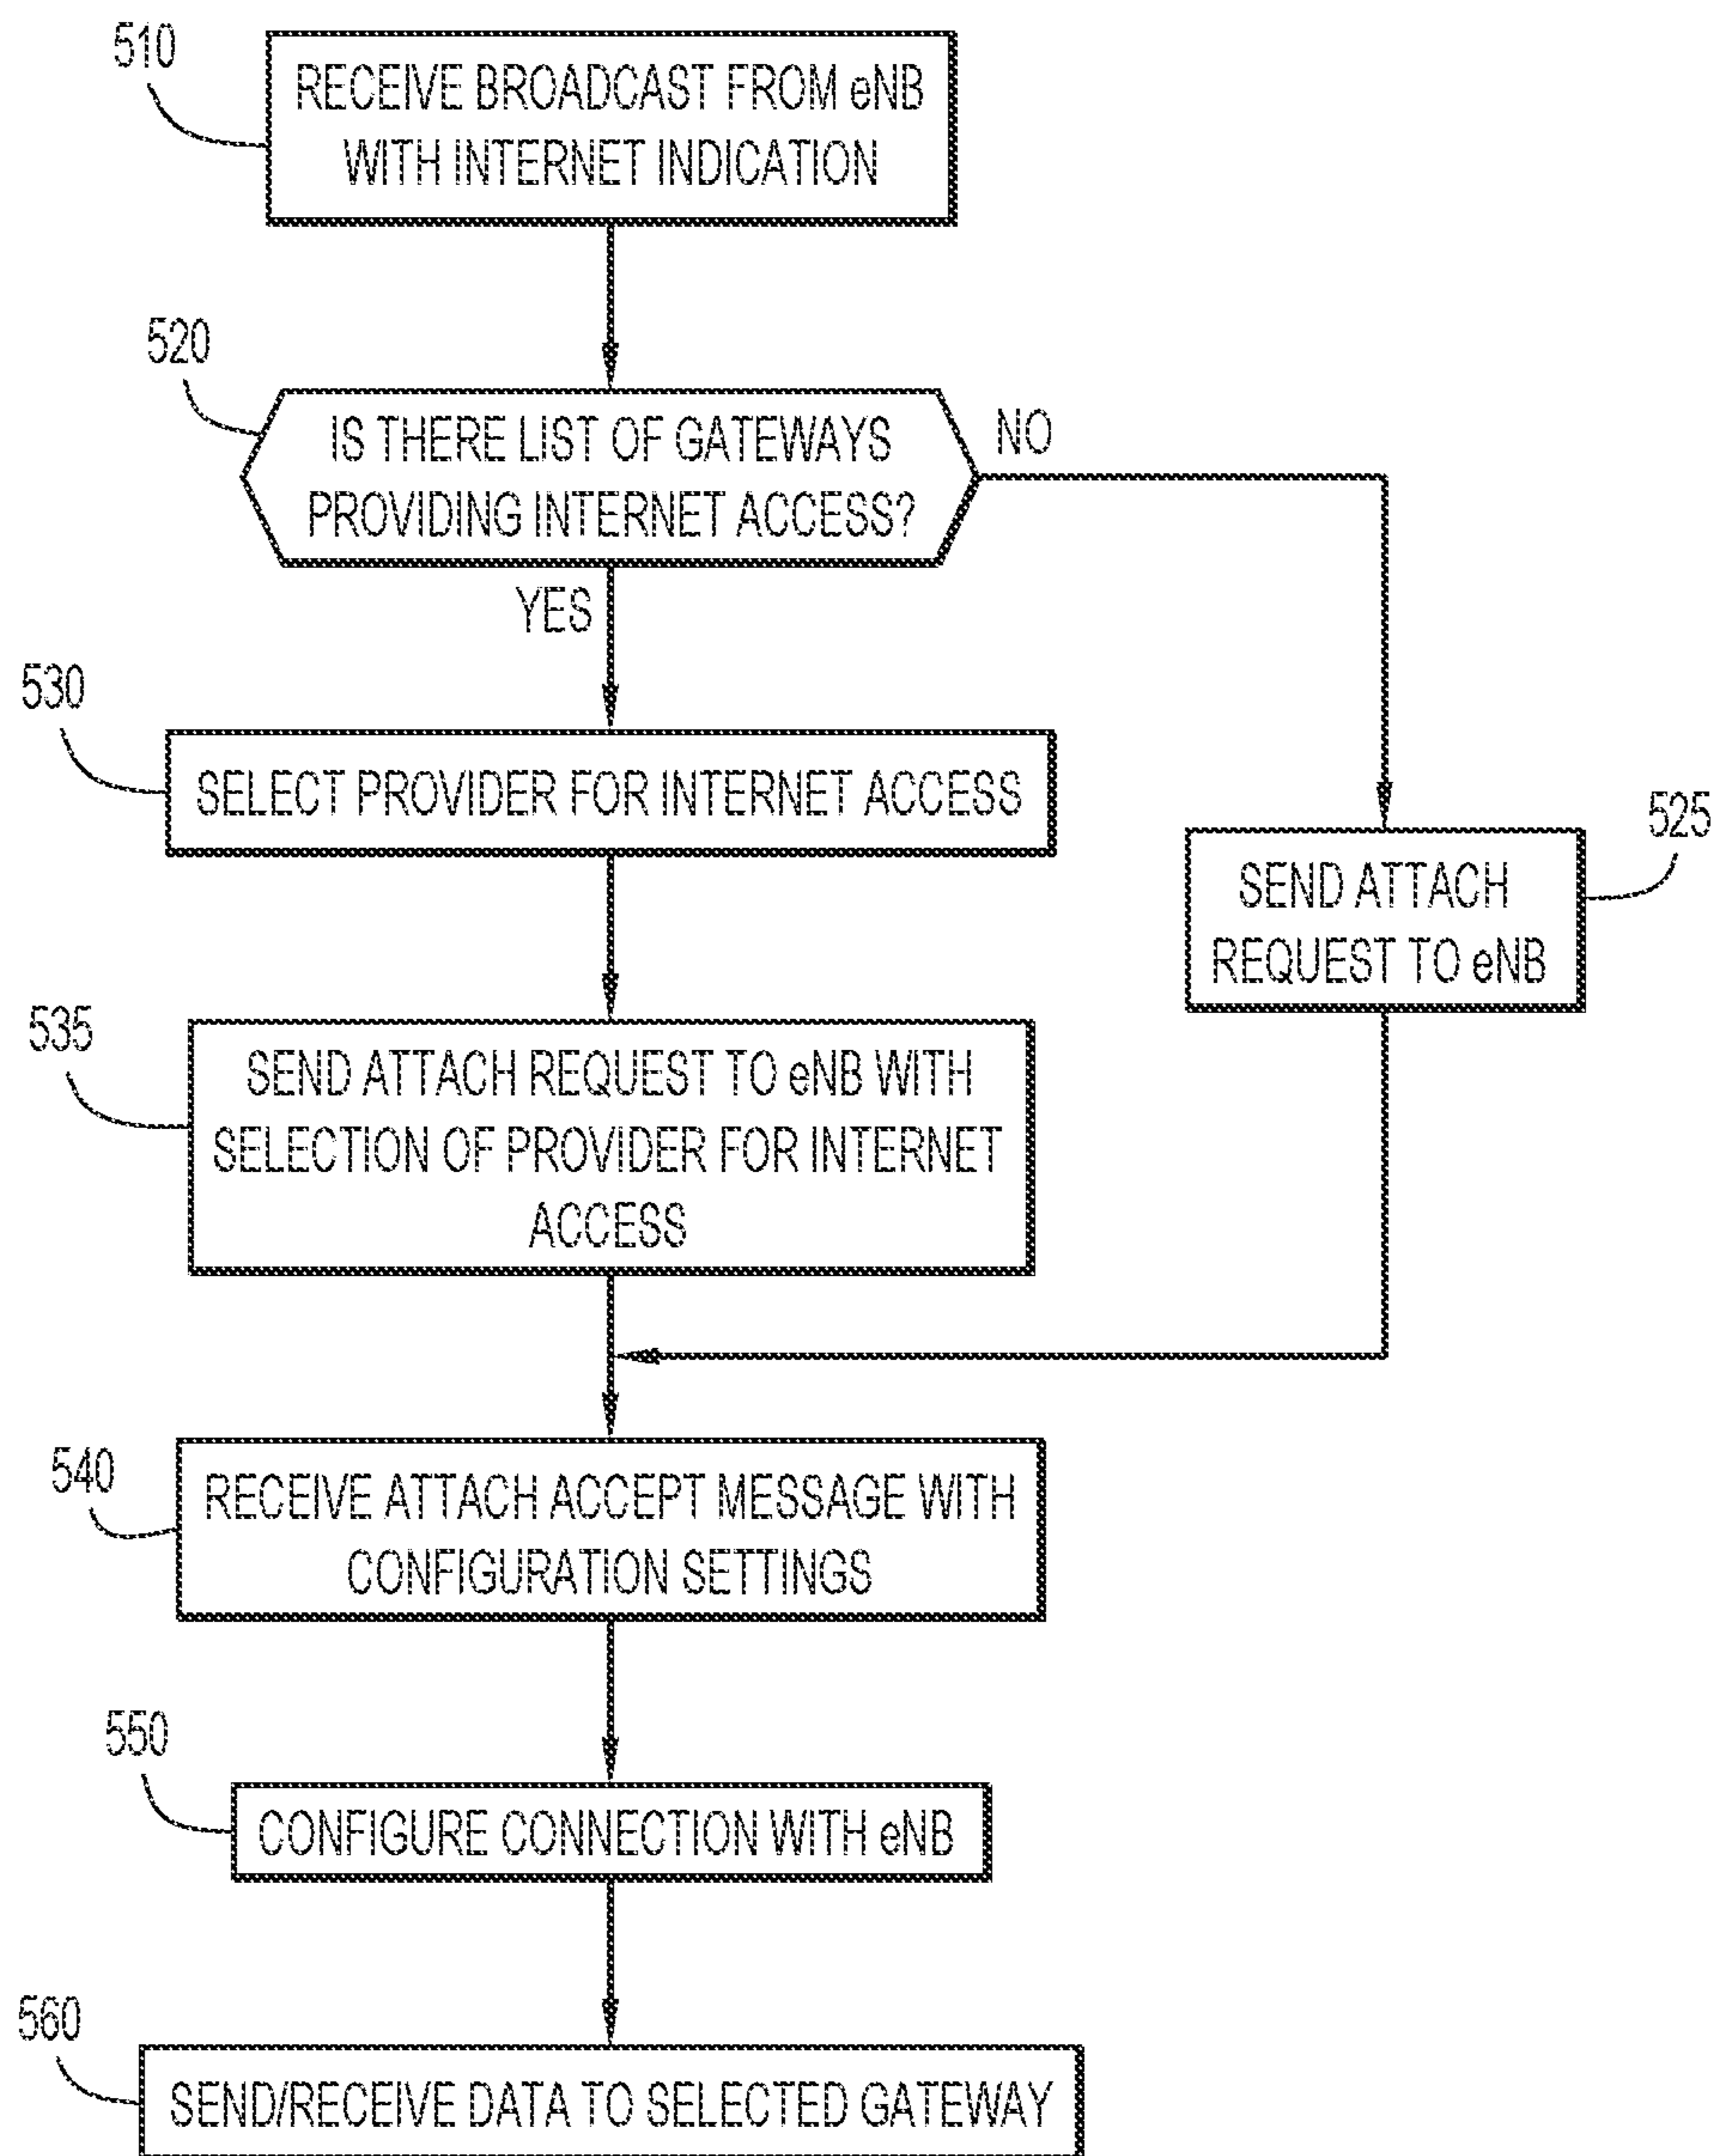 510
RECEIVE BROADCAST FROM eNB
WITH INTERNET INDICATION
520
IS THERE LIST OF GATEWAYS
PROVIDING INTERNET ACCESS?
NO
YES
530
SELECT PROVIDER FOR INTERNET ACCESS
525
SEND ATTACH
REQUEST TO eNB
535
SEND ATTACH REQUEST TO eNB WITH
SELECTION OF PROVIDER FOR INTERNET
ACCESS
540
RECEIVE ATTACH ACCEPT MESSAGE WITH
CONFIGURATION SETTINGS
550
CONFIGURE CONNECTION WITH eNB
560
SEND/RECEIVE DATA TO SELECTED GATEWAY